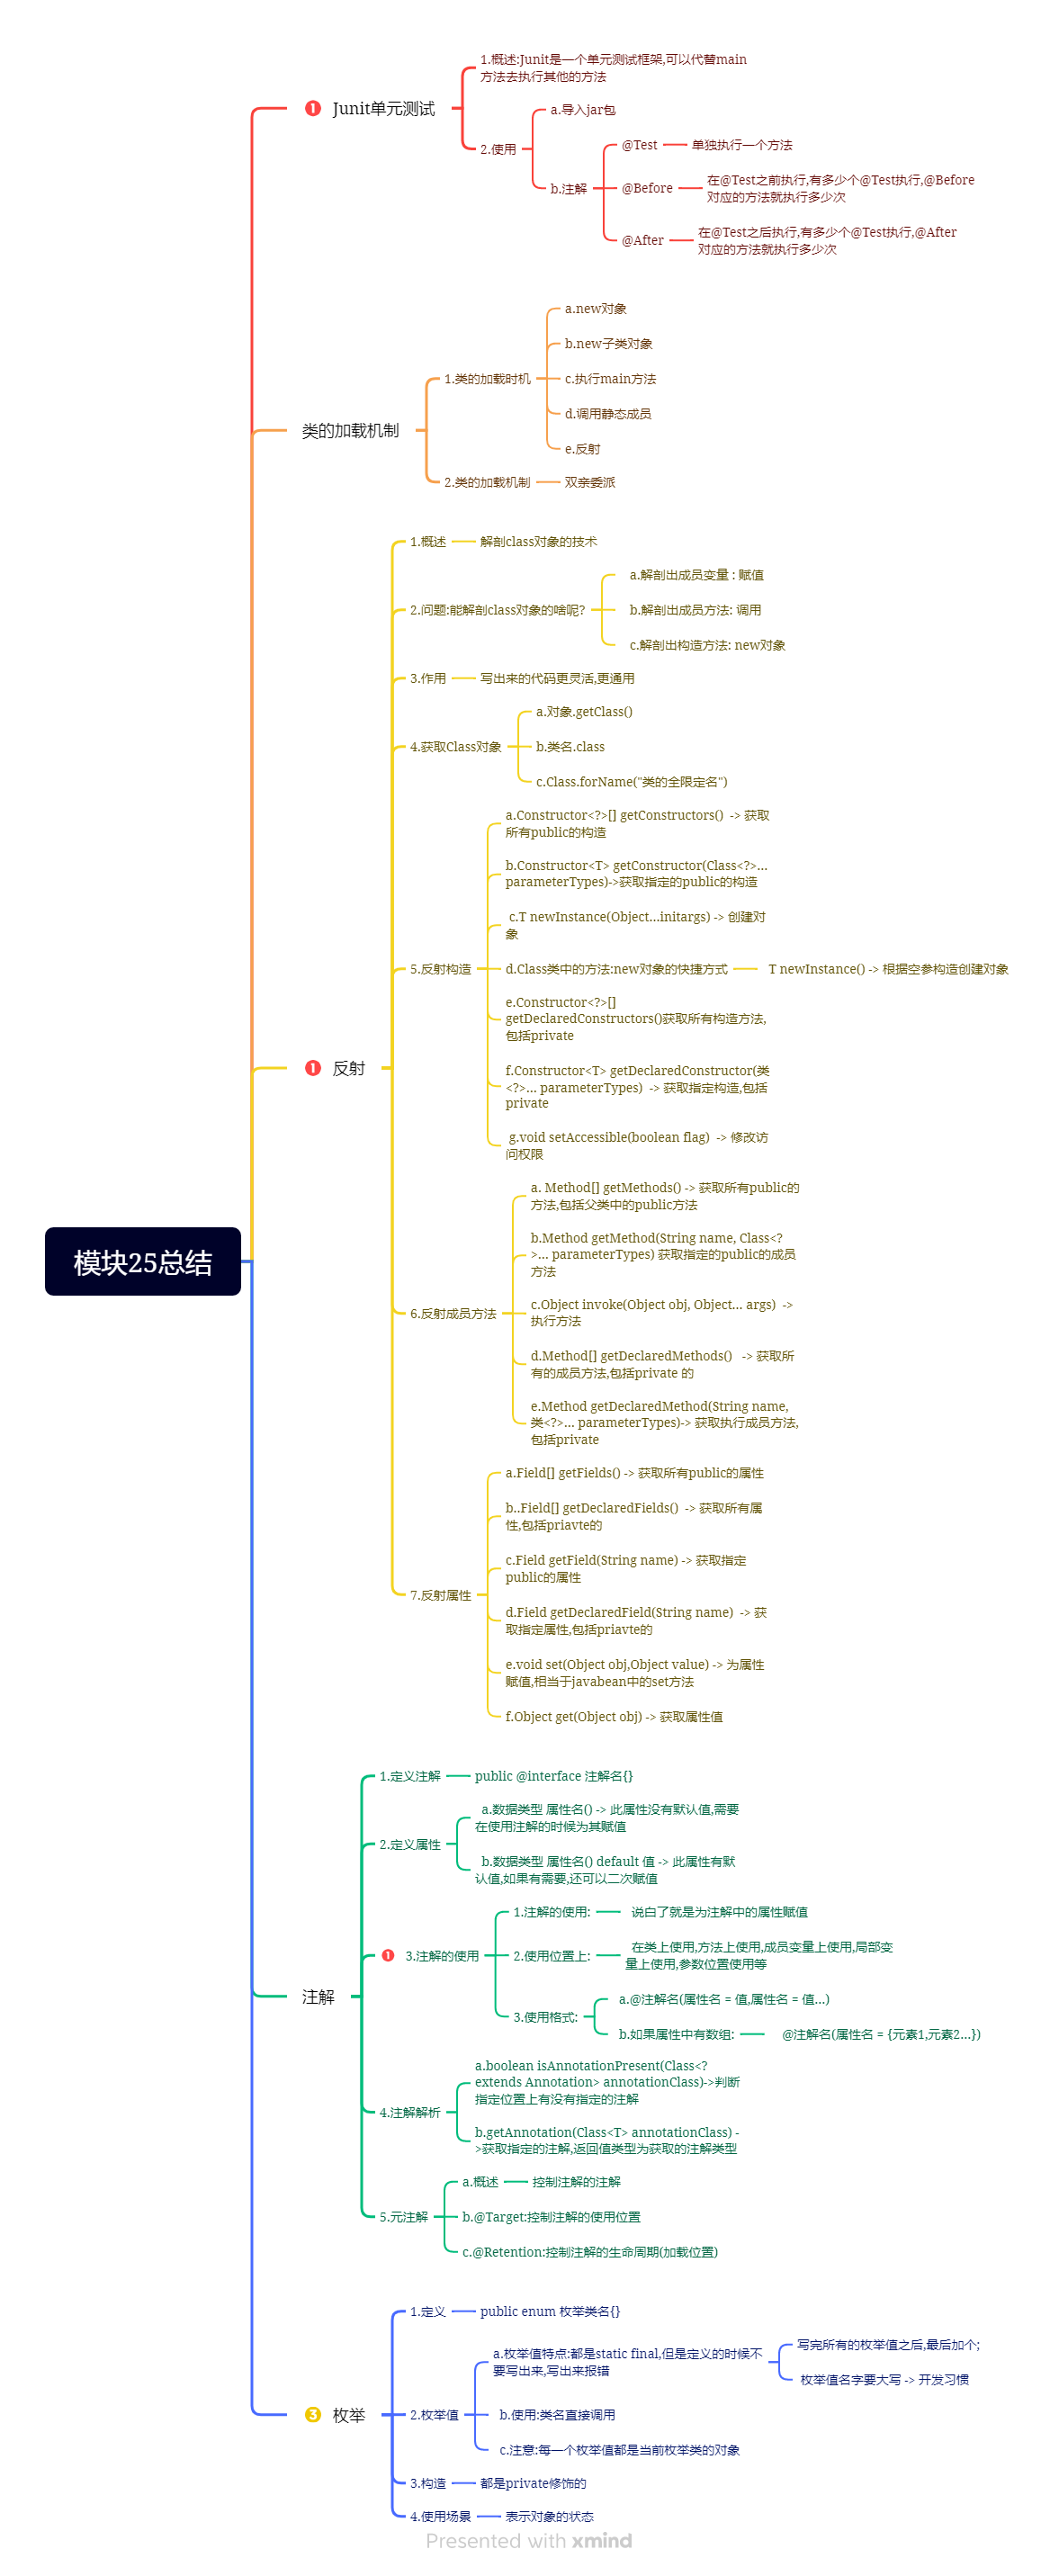 模块25总结
1
Junit单元测试
1.概述:Junit是一个单元测试框架,可以代替main
方法去执行其他的方法
2.使用
a.导入jar包
b.注解
@Test
单独执行一个方法
@Before
在@Test之前执行,有多少个@Test执行,@Before
对应的方法就执行多少次
@After
在@Test之后执行,有多少个@Test执行,@After
对应的方法就执行多少次
类的加载机制
1.类的加载时机
a.new对象
b.new子类对象
c.执行main方法
d.调用静态成员
e.反射
2.类的加载机制
双亲委派
1
反射
1.概述
解剖class对象的技术
2.问题:能解剖class对象的啥呢?
a.解剖出成员变量 : 赋值
b.解剖出成员方法: 调用
c.解剖出构造方法: new对象
3.作用
写出来的代码更灵活,更通用
4.获取Class对象
a.对象.getClass()
b.类名.class
c.Class.forName("类的全限定名")
5.反射构造
a.Constructor<?>[] getConstructors()  -> 获取
所有public的构造
b.Constructor<T> getConstructor(Class<?>...
parameterTypes)->获取指定的public的构造
c.T newInstance(Object...initargs) -> 创建对
象
d.Class类中的方法:new对象的快捷方式
T newInstance() -> 根据空参构造创建对象
e.Constructor<?>[]
getDeclaredConstructors()获取所有构造方法,
包括private
f.Constructor<T> getDeclaredConstructor(类
<?>... parameterTypes)  -> 获取指定构造,包括
private
g.void setAccessible(boolean flag)  -> 修改访
问权限
6.反射成员方法
a. Method[] getMethods() -> 获取所有public的
方法,包括父类中的public方法
b.Method getMethod(String name, Class<?
>... parameterTypes) 获取指定的public的成员
方法
c.Object invoke(Object obj, Object... args)  ->
执行方法
d.Method[] getDeclaredMethods()   -> 获取所
有的成员方法,包括private 的
e.Method getDeclaredMethod(String name,
类<?>... parameterTypes)-> 获取执行成员方法,
包括private
7.反射属性
a.Field[] getFields() -> 获取所有public的属性
b..Field[] getDeclaredFields()  -> 获取所有属
性,包括priavte的
c.Field getField(String name) -> 获取指定
public的属性
d.Field getDeclaredField(String name)  -> 获
取指定属性,包括priavte的
e.void set(Object obj,Object value) -> 为属性
赋值,相当于javabean中的set方法
f.Object get(Object obj) -> 获取属性值
注解
1.定义注解
public @interface 注解名{}
2.定义属性
a.数据类型 属性名() -> 此属性没有默认值,需要
在使用注解的时候为其赋值
b.数据类型 属性名() default 值 -> 此属性有默
认值,如果有需要,还可以二次赋值
1
3.注解的使用
1.注解的使用:
说白了就是为注解中的属性赋值
2.使用位置上:
在类上使用,方法上使用,成员变量上使用,局部变
量上使用,参数位置使用等
3.使用格式:
a.@注解名(属性名 = 值,属性名 = 值...)
b.如果属性中有数组:
@注解名(属性名 = {元素1,元素2...})
4.注解解析
a.boolean isAnnotationPresent(Class<?
extends Annotation> annotationClass)->判断
指定位置上有没有指定的注解
b.getAnnotation(Class<T> annotationClass) -
>获取指定的注解,返回值类型为获取的注解类型
5.元注解
a.概述
控制注解的注解
b.@Target:控制注解的使用位置
c.@Retention:控制注解的生命周期(加载位置)
3
枚举
1.定义
public enum 枚举类名{}
2.枚举值
a.枚举值特点:都是static final,但是定义的时候不
要写出来,写出来报错
写完所有的枚举值之后,最后加个;
枚举值名字要大写 -> 开发习惯
b.使用:类名直接调用
c.注意:每一个枚举值都是当前枚举类的对象
3.构造
都是private修饰的
4.使用场景
表示对象的状态
Presented with xmind